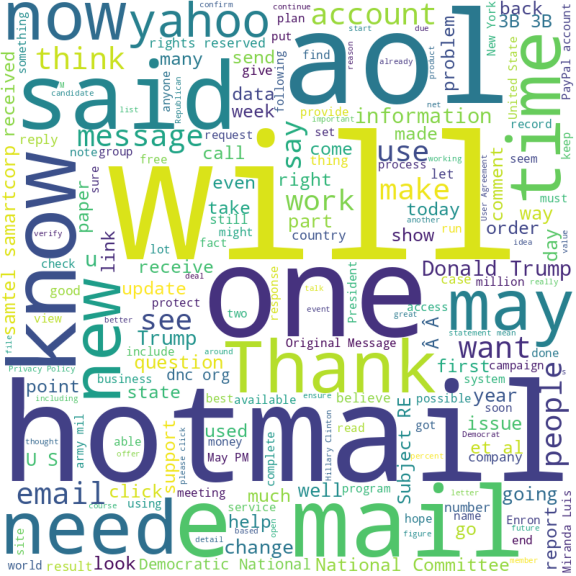 now yahoo rights reserved something confirm candidate Republican list
continue start due reason already product find
plan put account 3B 3B back
PayPal account New York United State
said aol time
think many send give anyone following problem
data week information provide important net record
message note group request call say made set process
received reply free sure paper
samtel samartcorp
will
come thing right use let comment seem keep must
even take still might fact work part country
make today another run show way order idea value day
User Agreement working
know new u link lot receive update protect
see Trump question include
one
response two deal event talk President
Original Message
access case million really
Donald Trump
may
want
statement mean great
Â Â
check good view file verify
Privacy Policy including
point business state dnc org better around
Thank
first campaign done system
year soon
possible got issue company
best available believe ensure
hotmail
people
thought army mil able offer
U S support used money May PM
complete read Hillary Clinton
please click
Subject RE
et al
Democrat percent
email click using meeting much well program
need
e mail
service help change based open detail
hope number name letter figure
going go Enron end future
report Miranda Luis
site course
world result look Democratic National National Committee member